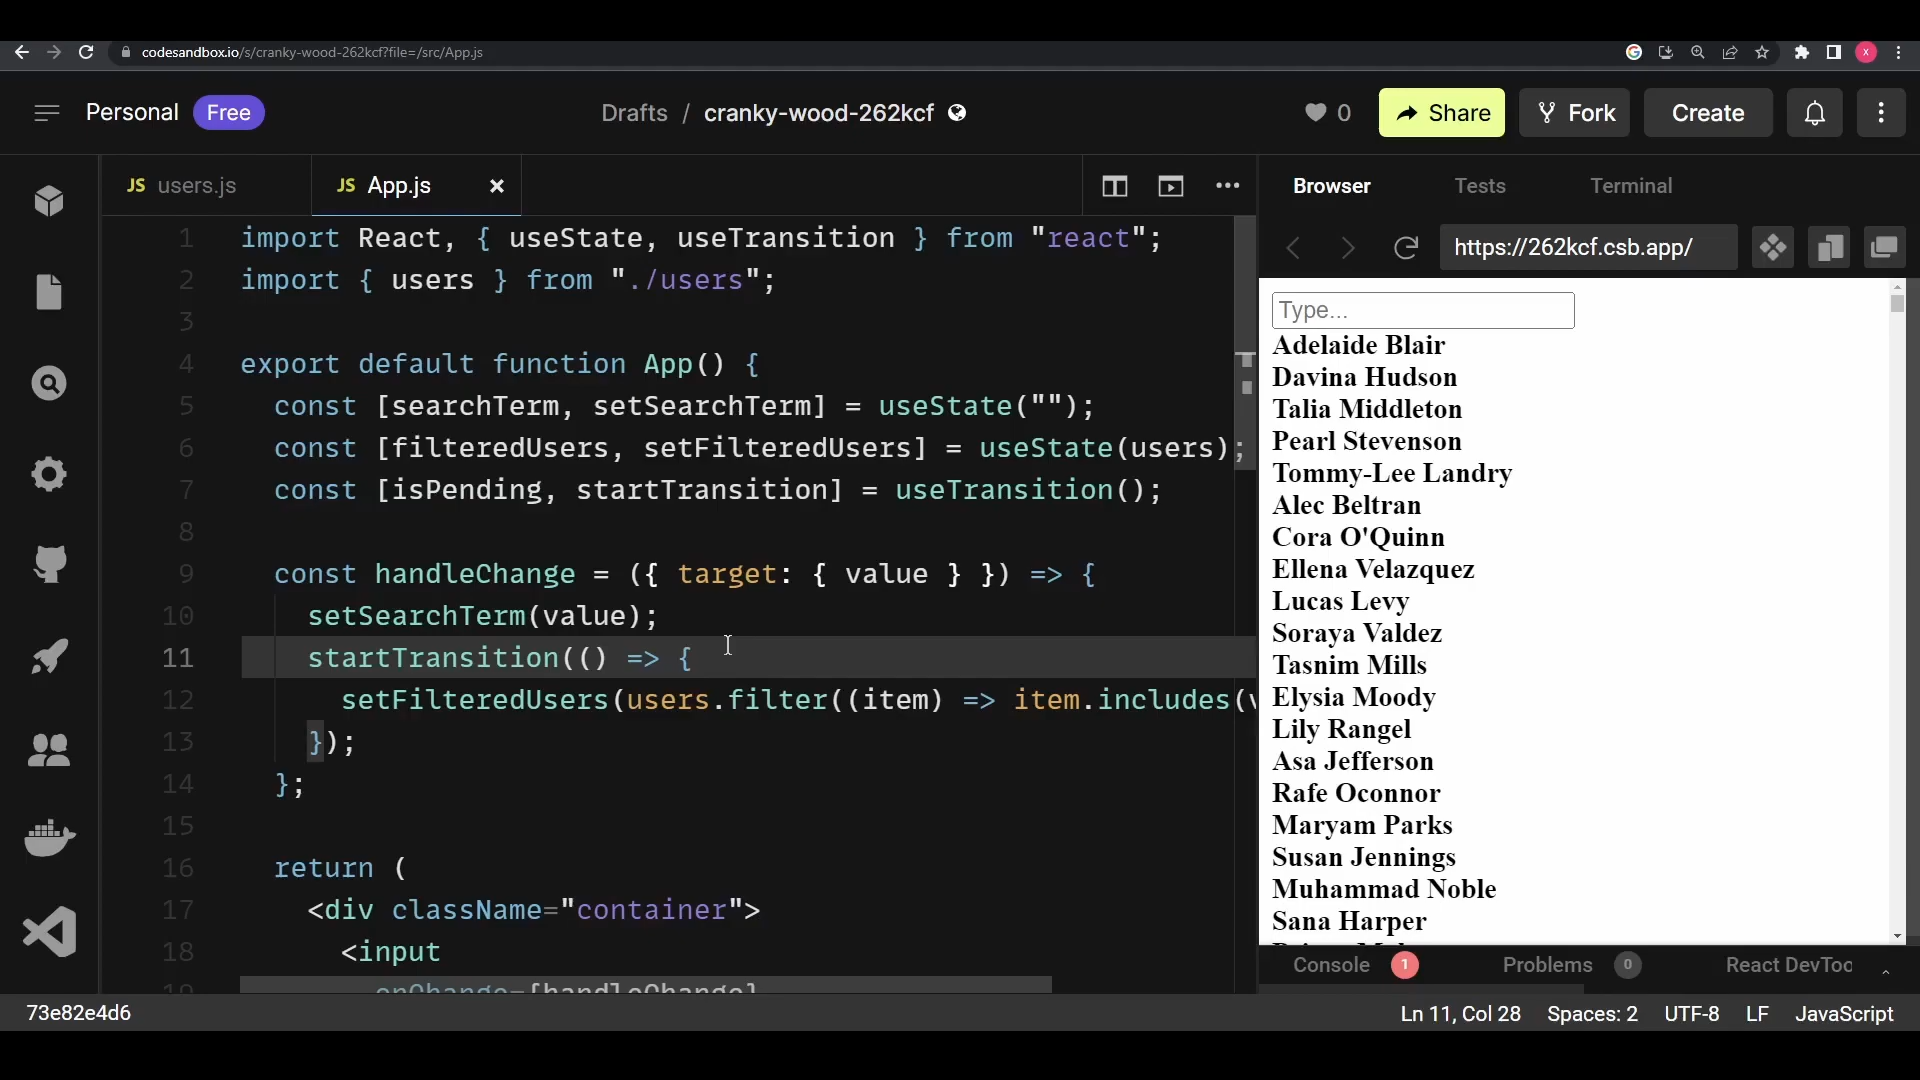 codesandbox.io/s/cranky-wood-262kcf?file=/src/App.js
x
Personal Free
Drafts / cranky-wood-262kcf
0
Share
Fork
Create
JS users.js
JS App.js
Browser
Tests
Terminal
https://262kcf.csb.app/
1 import React, { useState, useTransition } from "react";
2 import { users } from "./users";
3
4 export default function App() {
5 const [searchTerm, setSearchTerm] = useState("");
6 const [filteredUsers, setFilteredUsers] = useState(users);
7 const [isPending, startTransition] = useTransition();
8
9 const handleChange = ({ target: { value } }) => {
10 setSearchTerm(value);
11 startTransition(() => {
12 setFilteredUsers(users.filter((item) => item.includes(
13 });
14 };
15
16 return (
17 <div className="container">
18 <input
19 onChange={handleChange}
Type...
Adelaide Blair
Davina Hudson
Talia Middleton
Pearl Stevenson
Tommy-Lee Landry
Alec Beltran
Cora O'Quinn
Ellena Velazquez
Lucas Levy
Soraya Valdez
Tasnim Mills
Elysia Moody
Lily Rangel
Asa Jefferson
Rafe Oconnor
Maryam Parks
Susan Jennings
Muhammad Noble
Sana Harper
Console 1
Problems 0
React DevToo
73e82e4d6
Ln 11, Col 28
Spaces: 2
UTF-8
LF
JavaScript